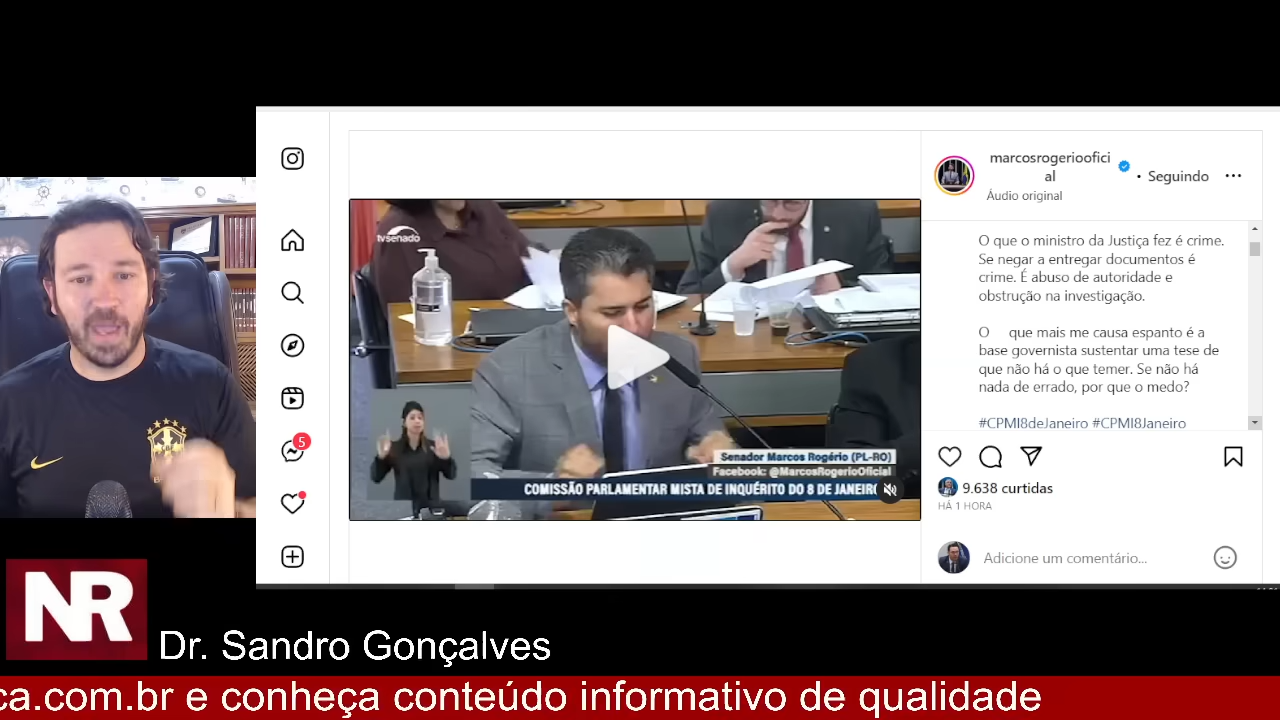 marcosrogerioofici
al
• Seguindo
Áudio original
tvsenado
O que o ministro da Justiça fez é crime.
Se negar a entregar documentos é
crime. É abuso de autoridade e
obstrução na investigação.
O que mais me causa espanto é a
base governista sustentar uma tese de
que não há o que temer. Se não há
nada de errado, por que o medo?
#CPMI8deJaneiro #CPMI8Janeiro
5
Senador Marcos Rogério (PL-RO)
Facebook: @MarcosRogerioOficial
COMISSÃO PARLAMENTAR MISTA DE INQUÉRITO DO 8 DE JANEIRO
9.638 curtidas
HÁ 1 HORA
Adicione um comentário...
BRASIL
NR
Dr. Sandro Gonçalves
ca.com.br e conheça conteúdo informativo de qualidade